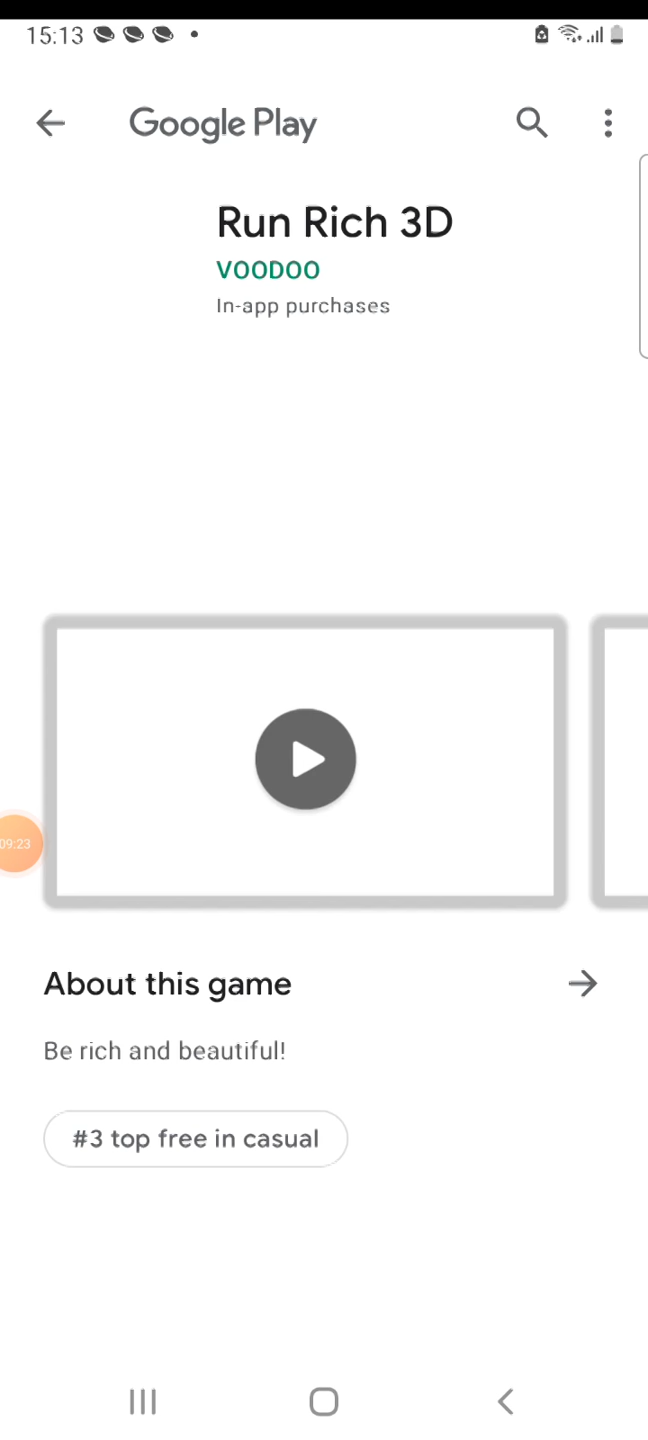 15:13
Google Play
Run Rich 3D
VOODOO
In-app purchases
09:23
About this game
Be rich and beautiful!
#3 top free in casual